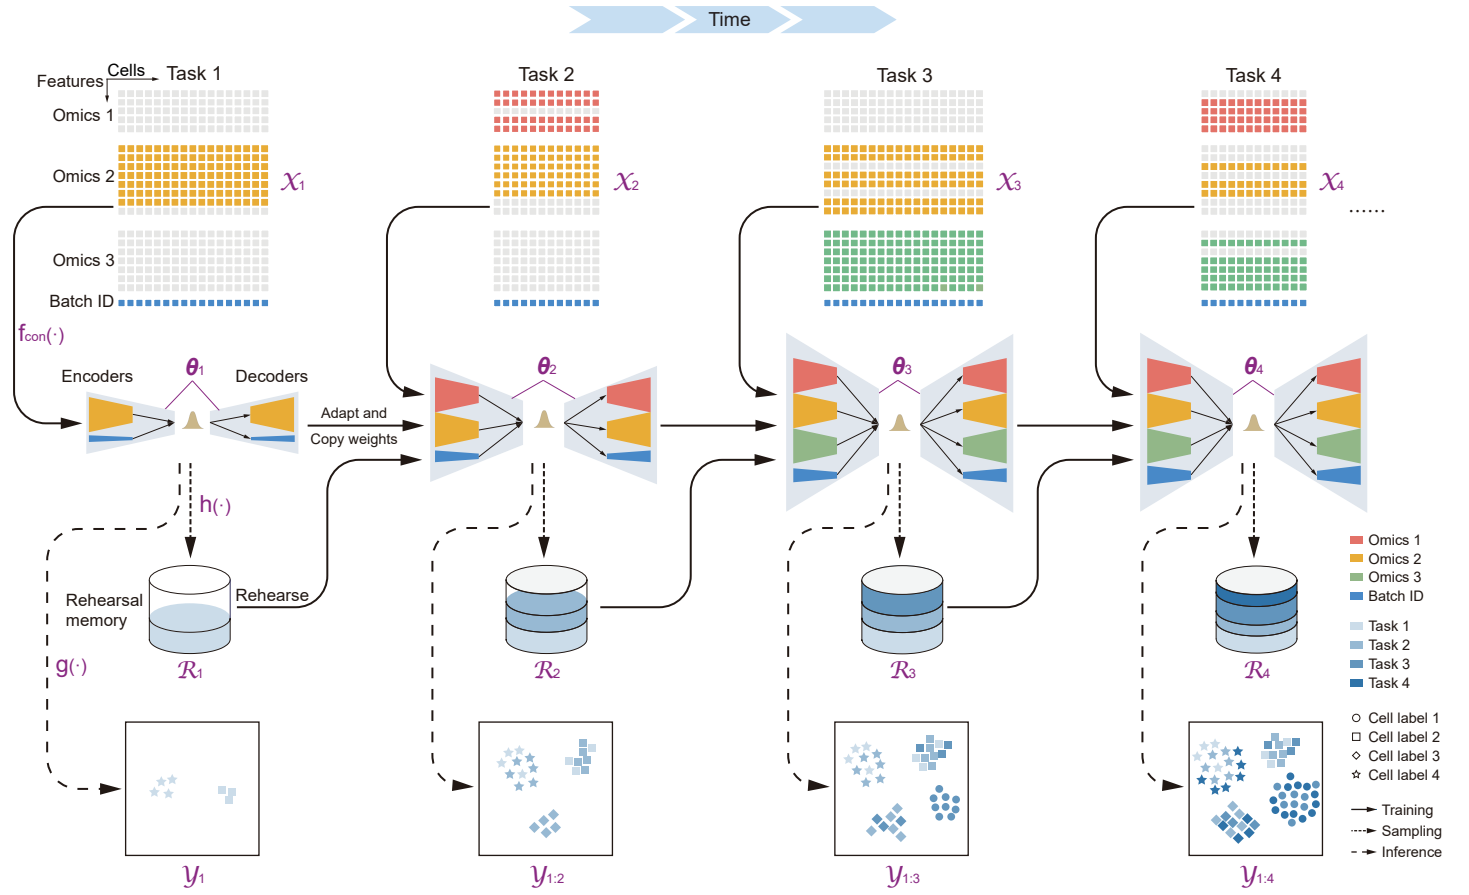 Time
Task 1
Task 2
Task 3
Task 4
Cells
Features
Omics 1
Omics 2
Omics 3
Batch ID
𝒳1
𝒳2
𝒳3
𝒳4
......
fcon(·)
Encoders
θ1
Decoders
Adapt and
Copy weights
θ2
θ3
θ4
h(·)
Rehearsal
memory
Rehearse
g(·)
ℛ1
ℛ2
ℛ3
ℛ4
Omics 1
Omics 2
Omics 3
Batch ID
Task 1
Task 2
Task 3
Task 4
Cell label 1
Cell label 2
Cell label 3
Cell label 4
Training
Sampling
Inference
𝒴1
𝒴1:2
𝒴1:3
𝒴1:4